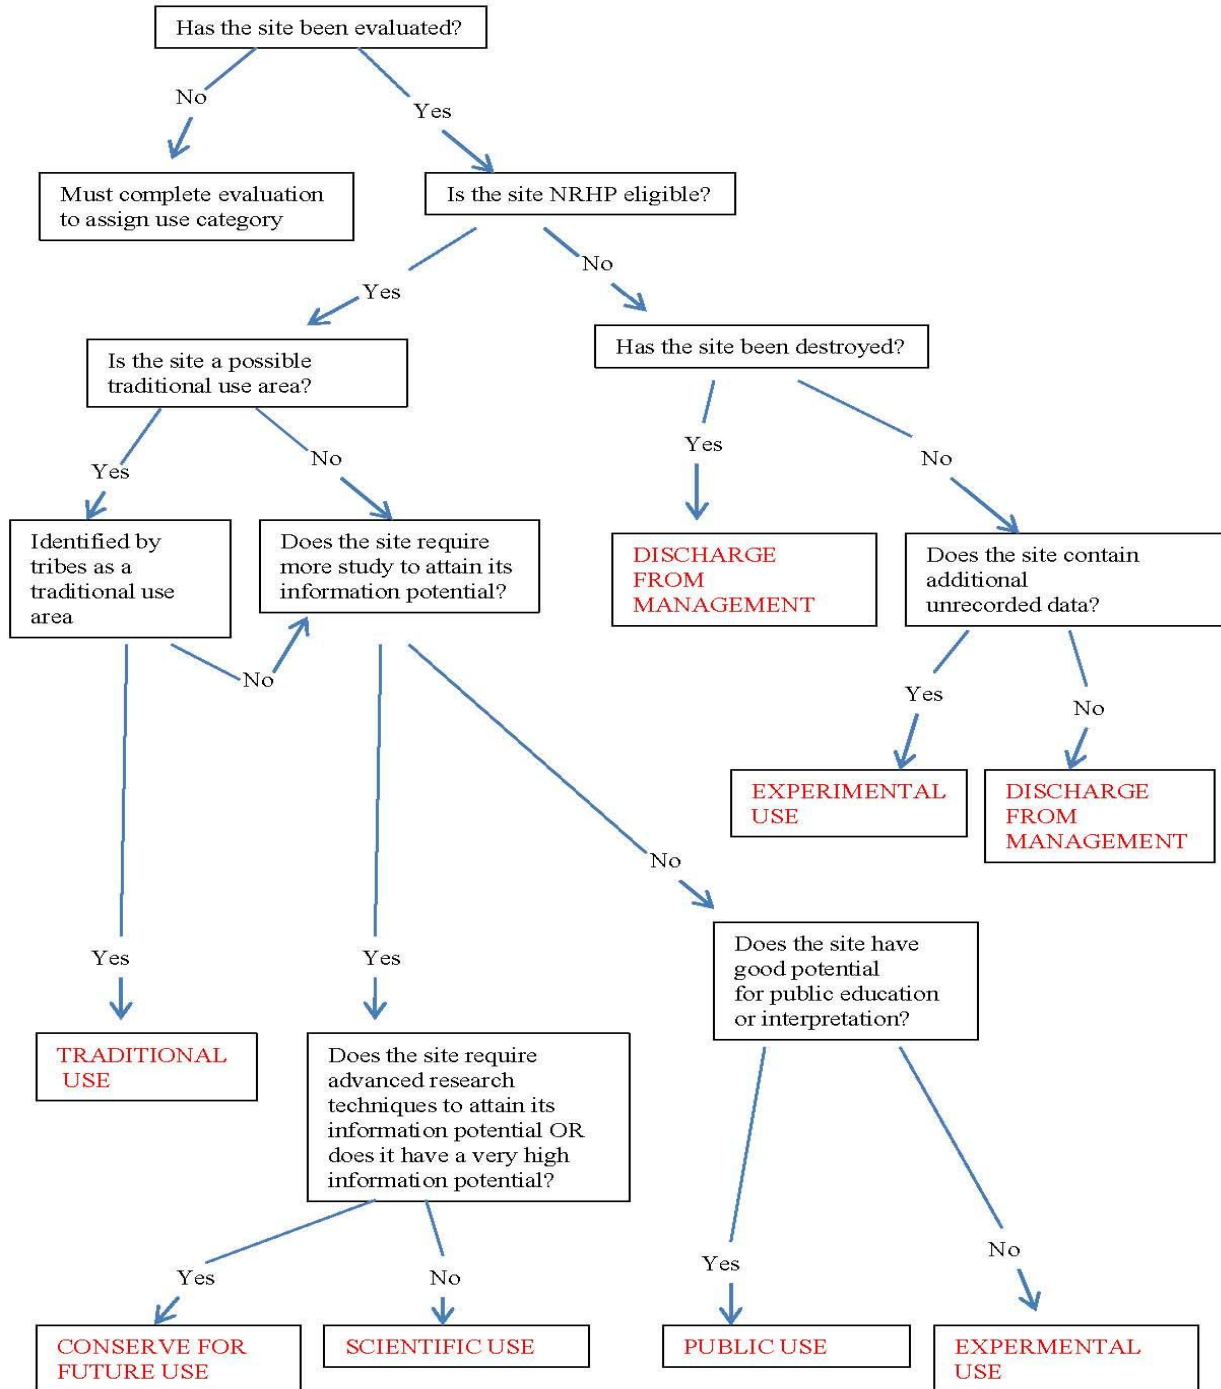 Has the site been evaluated?
No
Yes
Must complete evaluation
to assign use category
Is the site NRHP eligible?
Yes
No
Is the site a possible
traditional use area?
Has the site been destroyed?
Yes
No
Yes
No
Identified by
tribes as a
traditional use
area
Does the site require
more study to attain its
information potential?
DISCHARGE
FROM
MANAGEMENT
Does the site contain
additional
unrecorded data?
No
Yes
No
EXPERIMENTAL
USE
DISCHARGE
FROM
MANAGEMENT
No
Yes
Yes
Does the site have
good potential
for public education
or interpretation?
TRADITIONAL
USE
Does the site require
advanced research
techniques to attain its
information potential OR
does it have a very high
information potential?
Yes
No
Yes
No
CONSERVE FOR
FUTURE USE
SCIENTIFIC USE
PUBLIC USE
EXPERMENTAL
USE